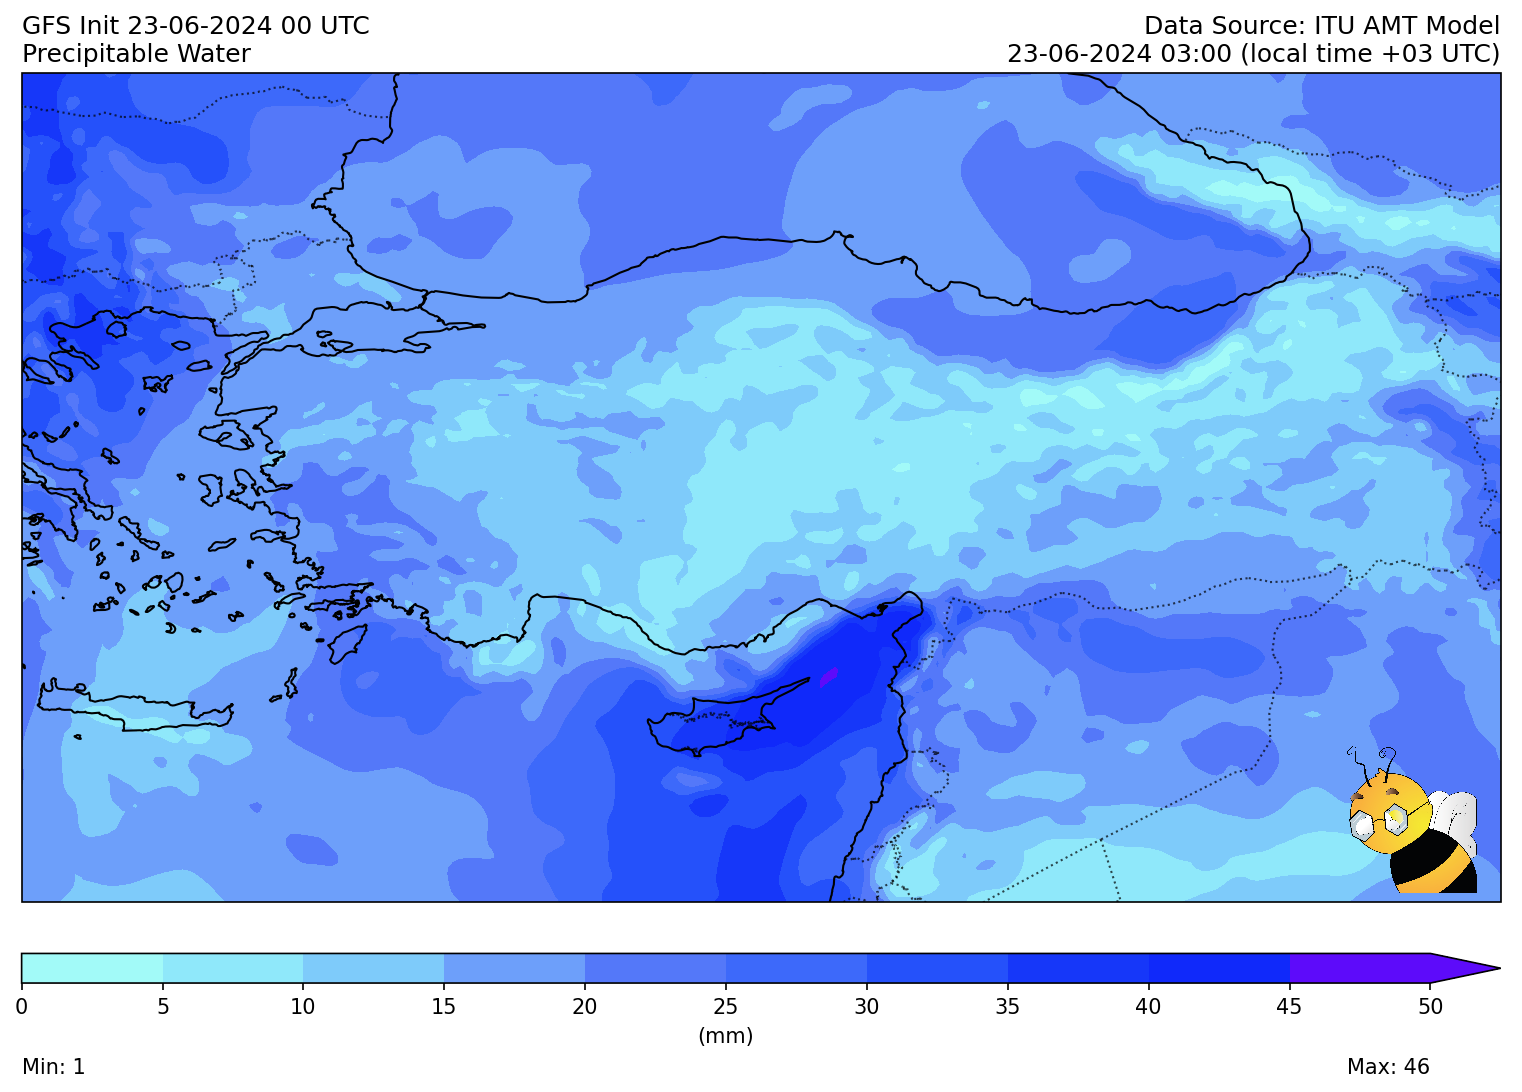 GFS Init 23-06-2024 00 UTC
Precipitable Water
Data Source: ITU AMT Model
23-06-2024 03:00 (local time +03 UTC)
0 5 10 15 20 25 30 35 40 45 50
(mm)
Min: 1
Max: 46